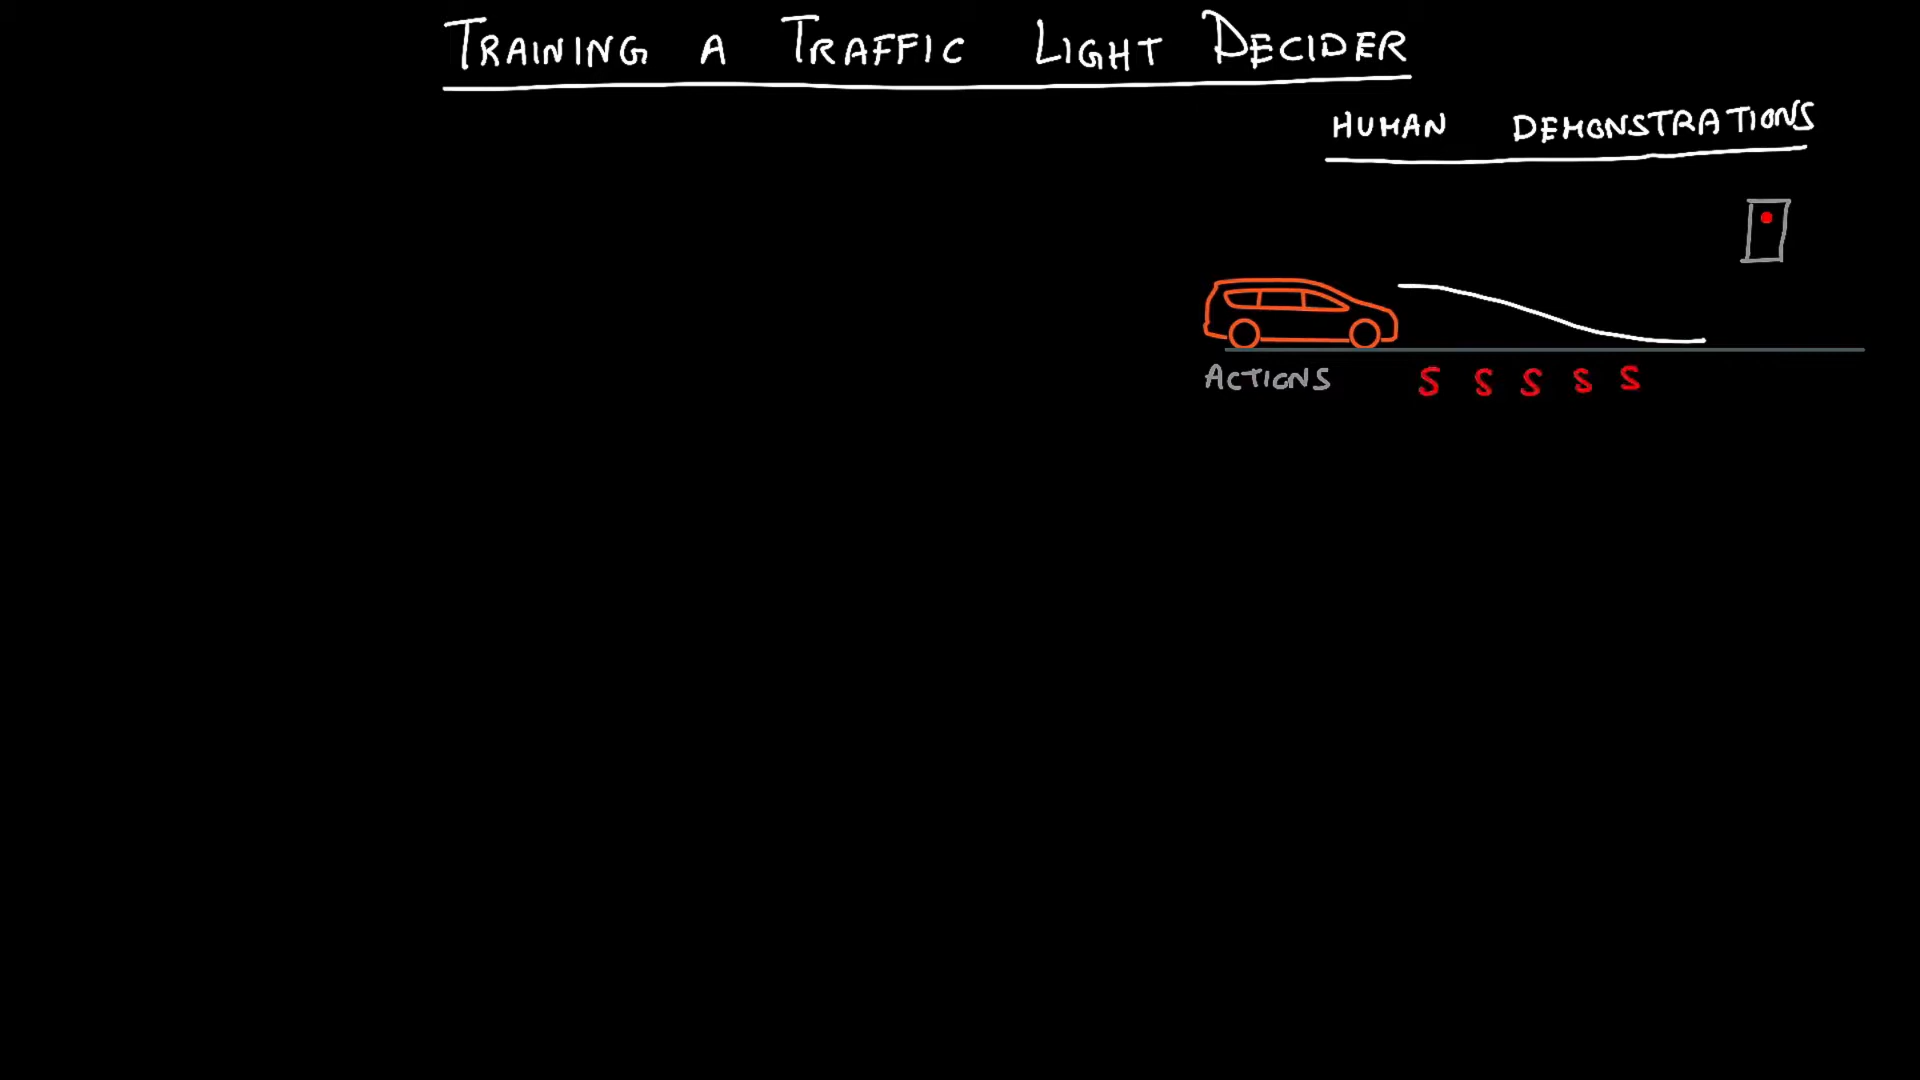 TRAINING A TRAFFIC LIGHT DECIDER
HUMAN DEMONSTRATIONS
ACTIONS S S S S S